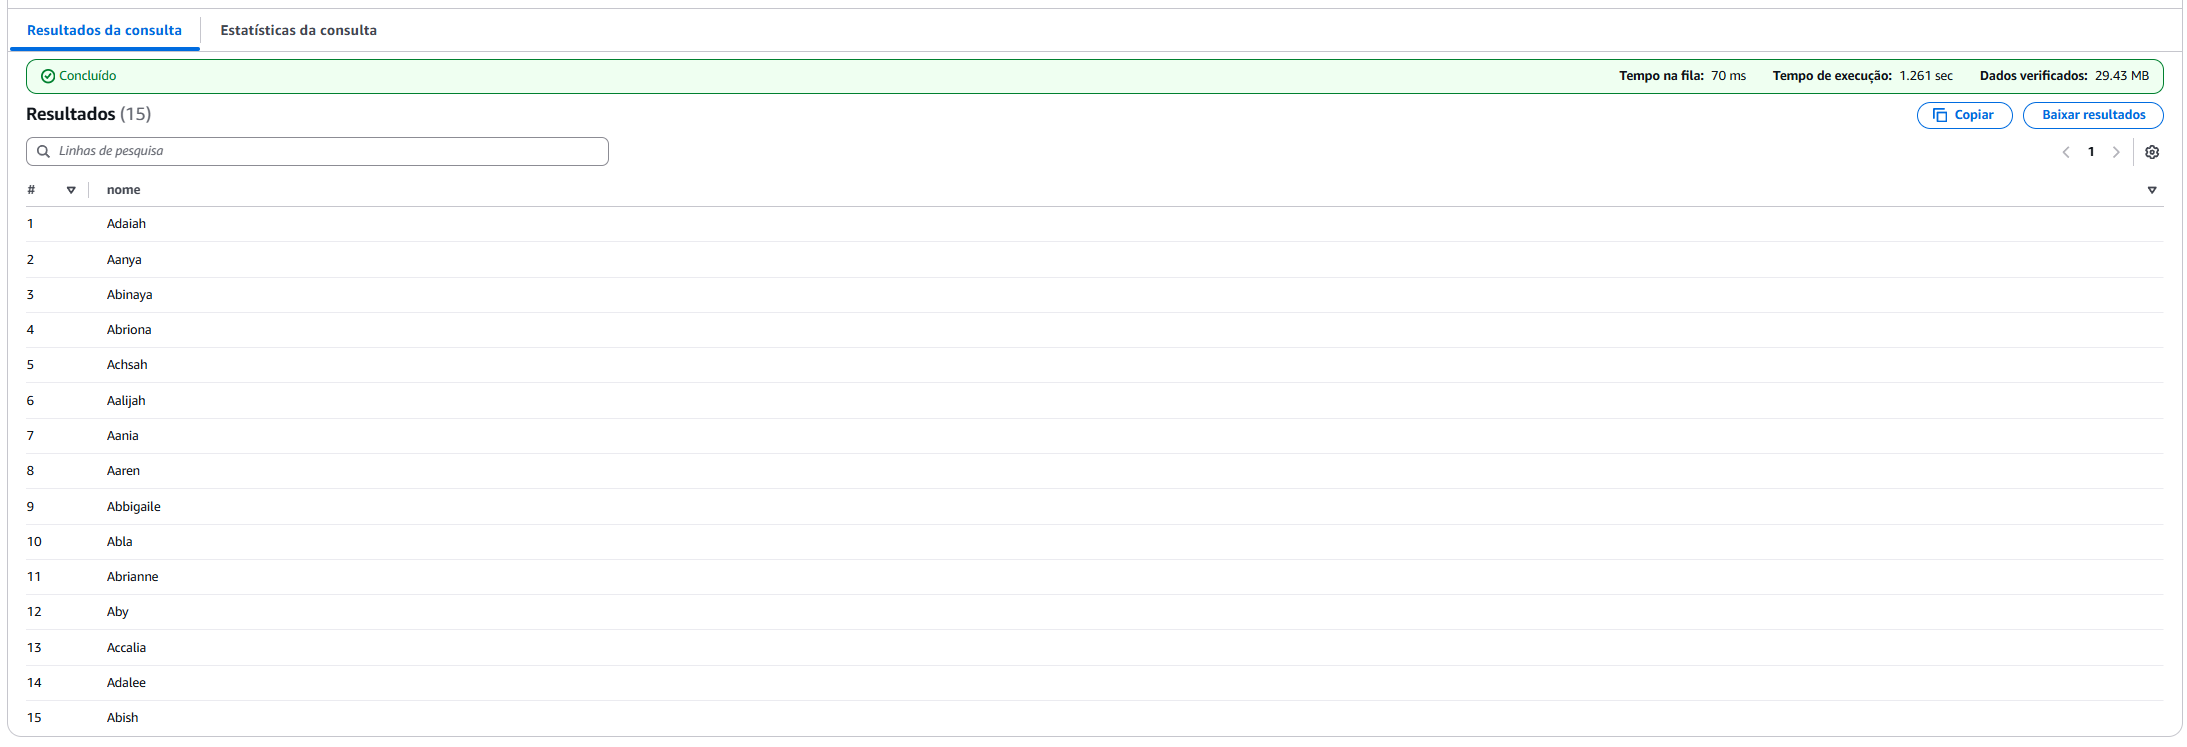 Resultados da consulta Estatísticas da consulta
Concluído Tempo na fila: 70 ms Tempo de execução: 1.261 sec Dados verificados: 29.43 MB
Resultados (15) Copiar Baixar resultados
Linhas de pesquisa 1
# nome
1 Adaiah
2 Aanya
3 Abinaya
4 Abriona
5 Achsah
6 Aalijah
7 Aania
8 Aaren
9 Abbigaile
10 Abla
11 Abrianne
12 Aby
13 Accalia
14 Adalee
15 Abish